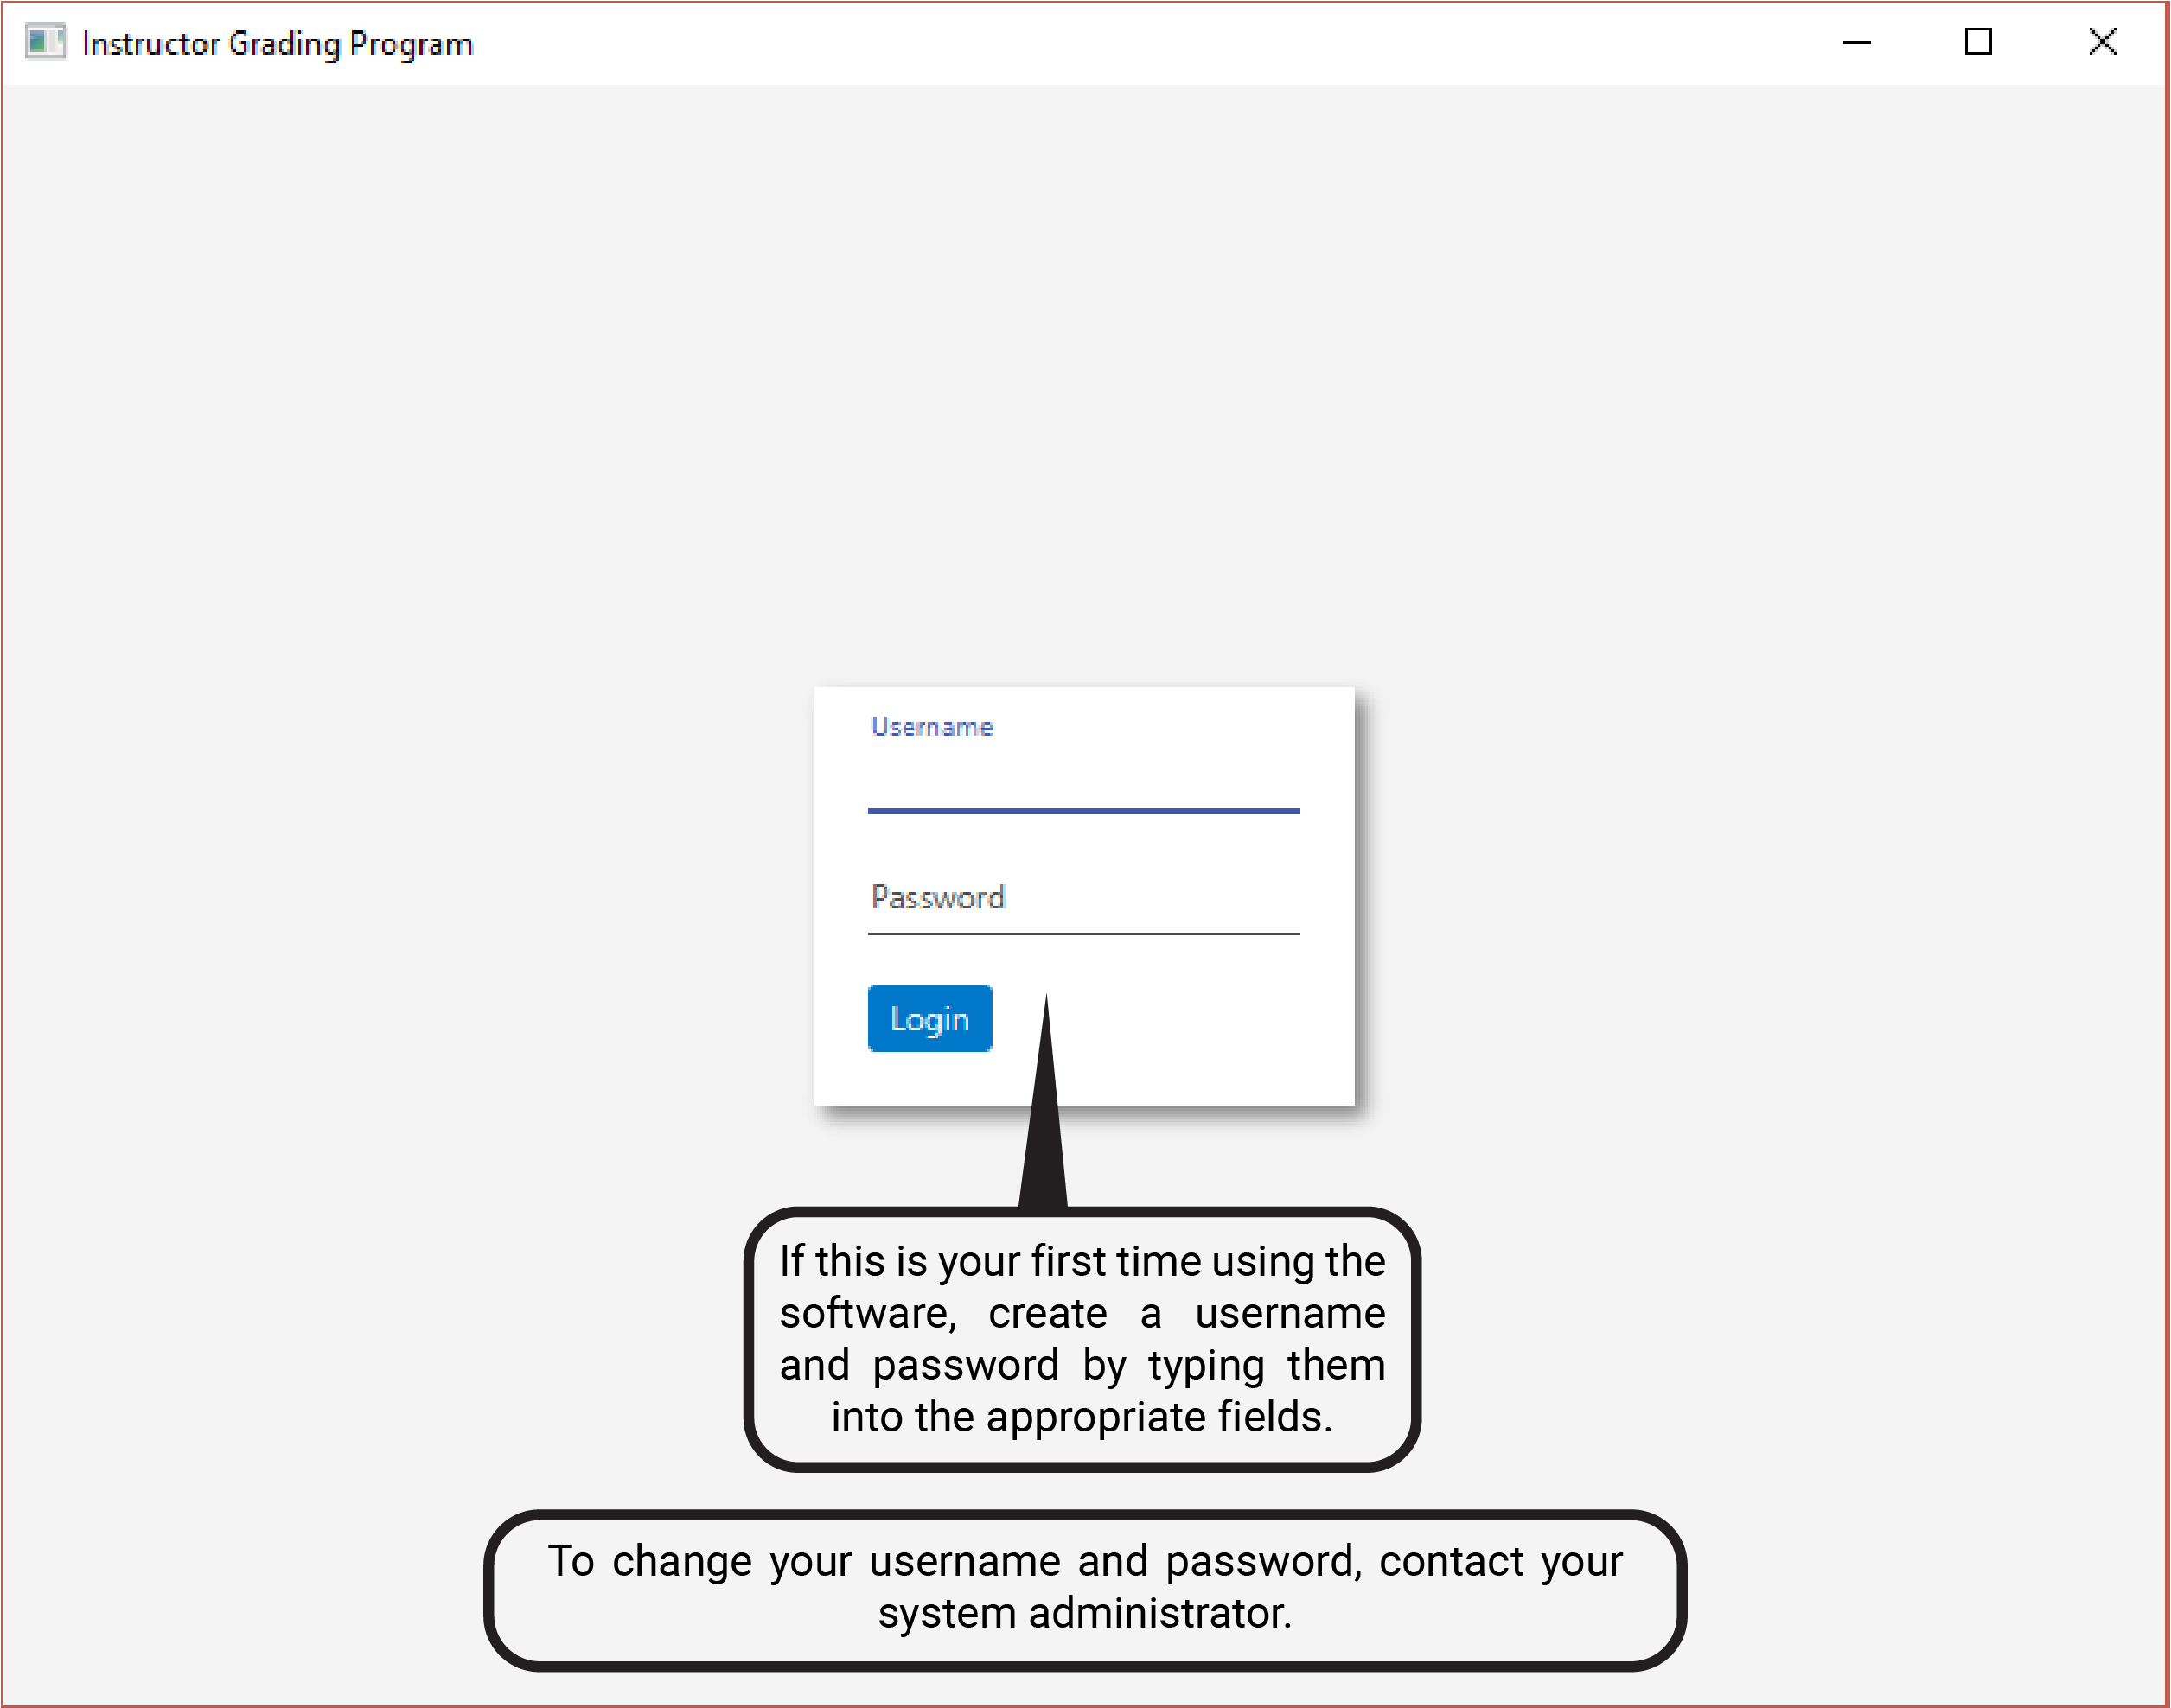 Instructor Grading Program
Username
Password
Login
If this is your first time using the
software, create a username
and password by typing them
into the appropriate fields.
To change your username and password, contact your
system administrator.